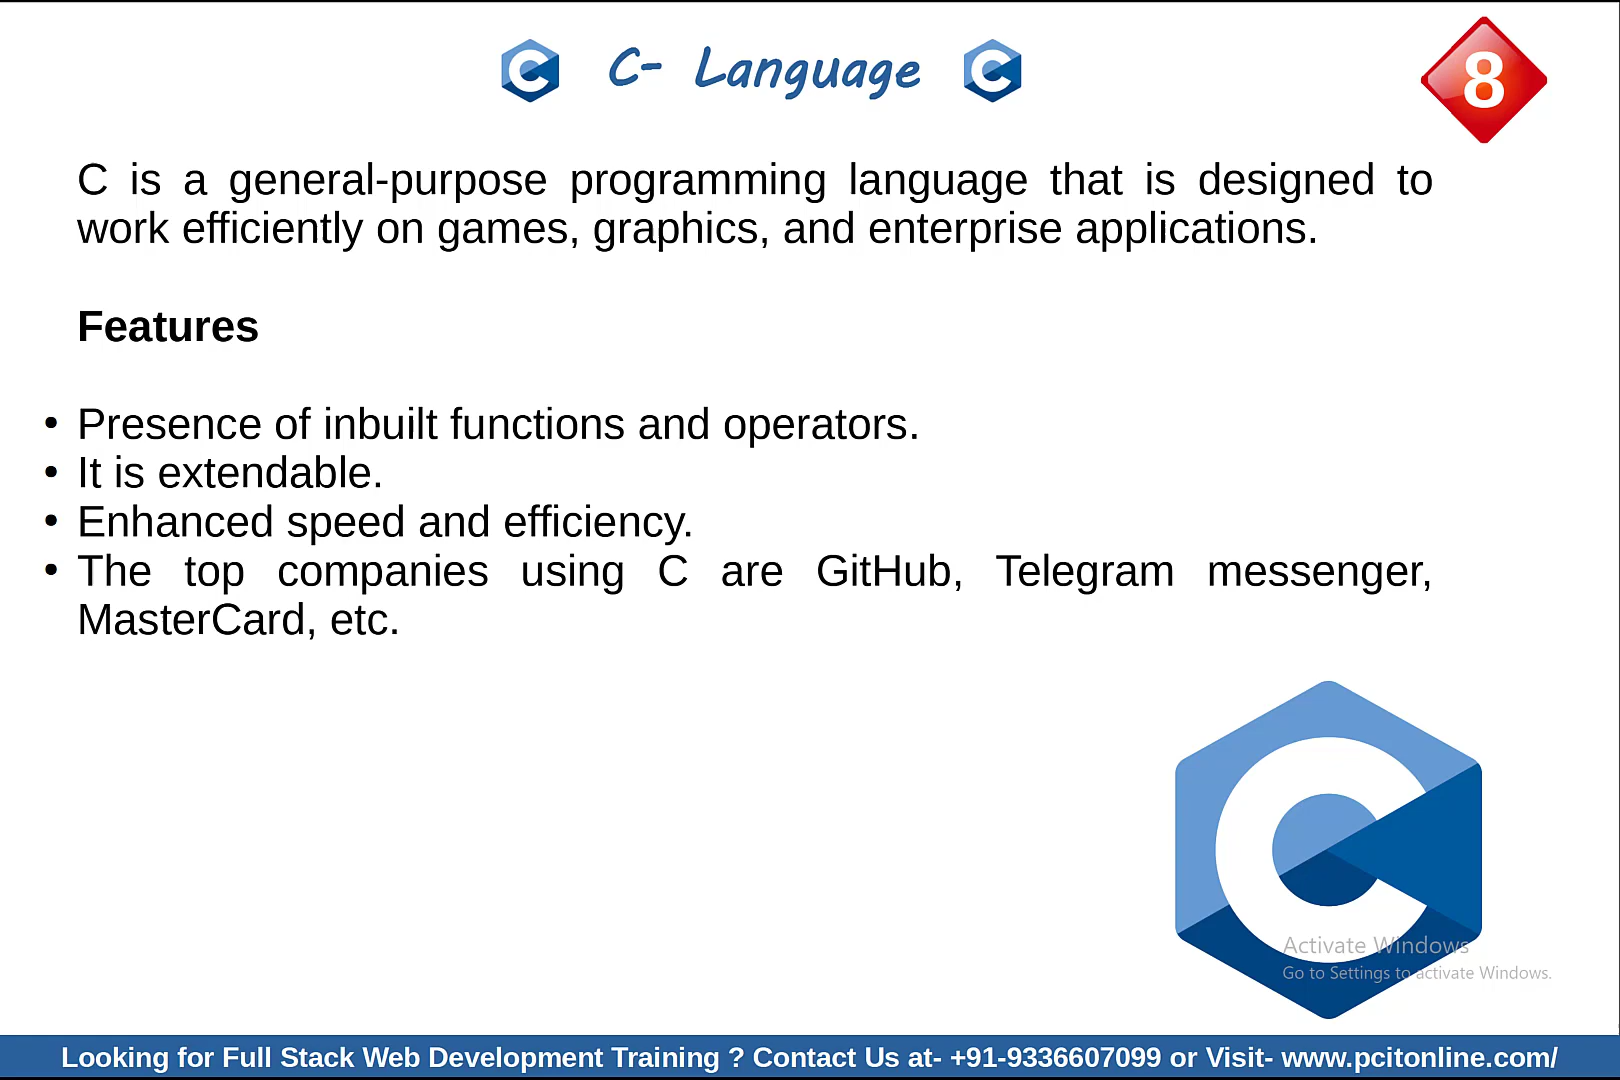 C- Language
8
C is a general-purpose programming language that is designed to
work efficiently on games, graphics, and enterprise applications.
Features
• Presence of inbuilt functions and operators.
• It is extendable.
• Enhanced speed and efficiency.
• The top companies using C are GitHub, Telegram messenger,
MasterCard, etc.
Activate Windows
Go to Settings to activate Windows.
Looking for Full Stack Web Development Training ? Contact Us at- +91-9336607099 or Visit- www.pcitonline.com/